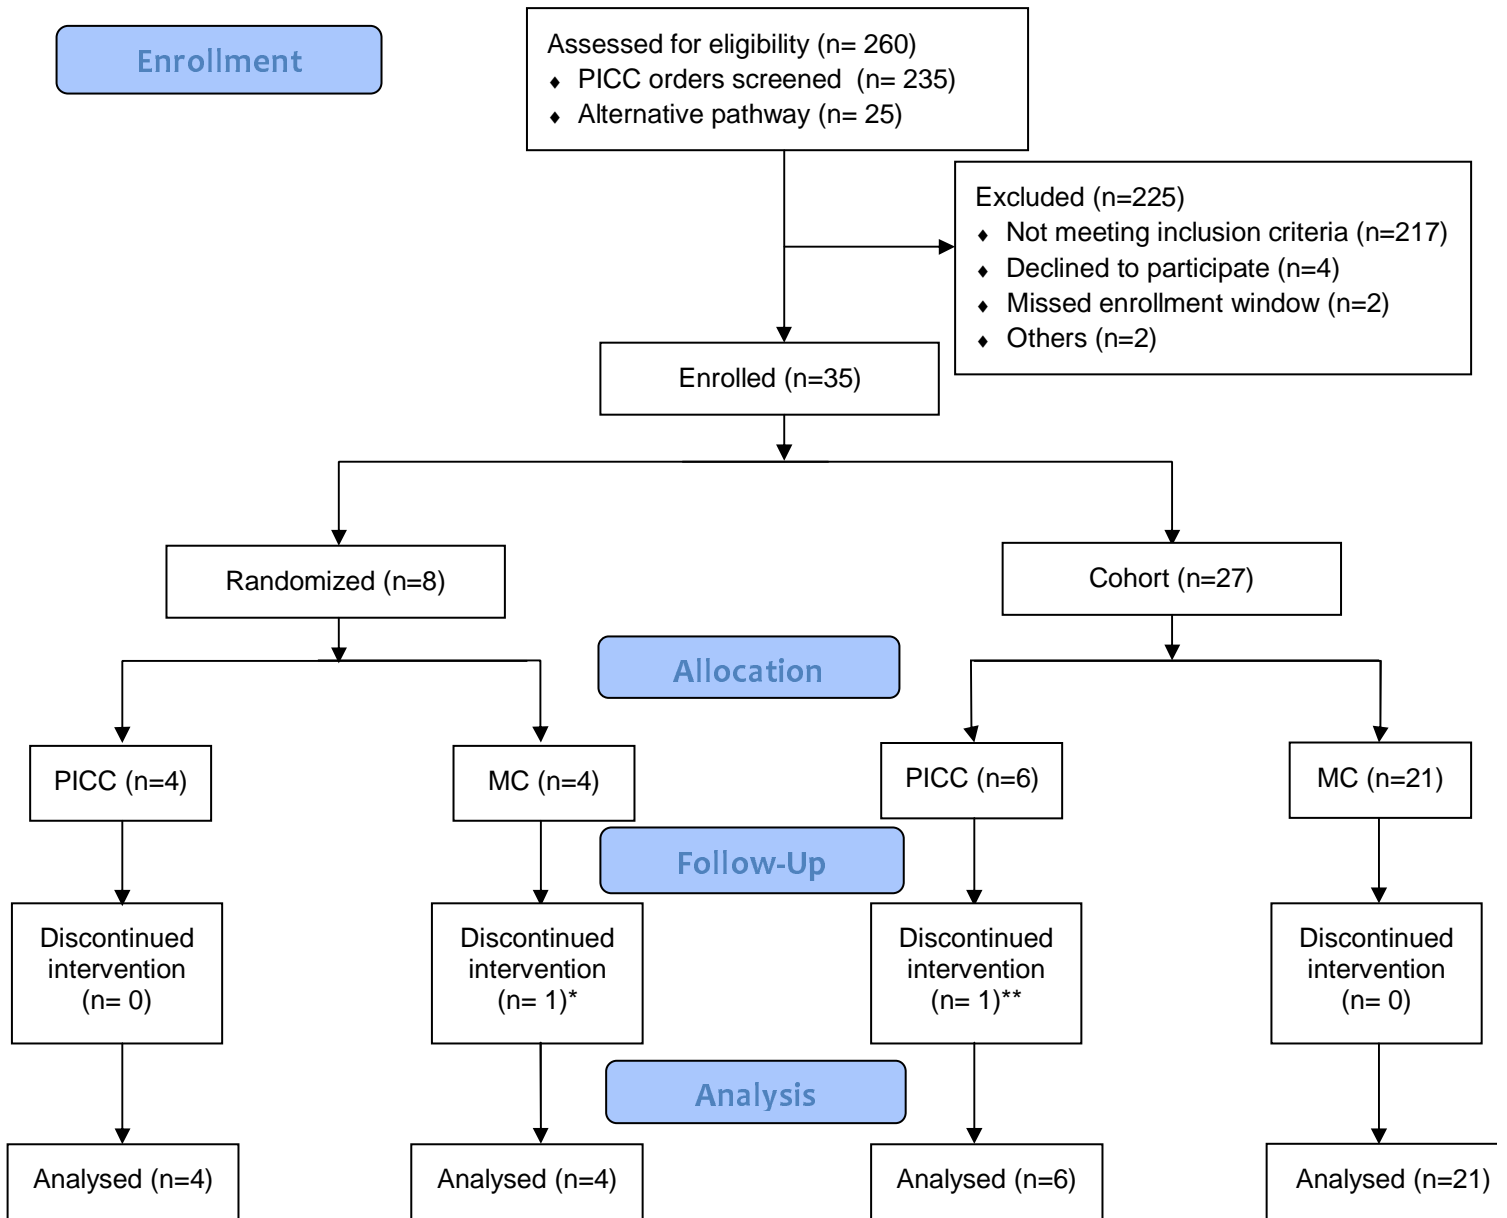 Enrollment
Assessed for eligibility (n= 260)
♦ PICC orders screened  (n= 235)
♦ Alternative pathway (n= 25)
Excluded (n=225)
♦ Not meeting inclusion criteria (n=217)
♦ Declined to participate (n=4)
♦ Missed enrollment window (n=2)
♦ Others (n=2)
Enrolled (n=35)
Randomized (n=8)
Cohort (n=27)
Allocation
PICC (n=4)
MC (n=4)
PICC (n=6)
MC (n=21)
Follow-Up
Discontinued
intervention
(n= 0)
Discontinued
intervention
(n= 1)*
Discontinued
intervention
(n= 1)**
Discontinued
intervention
(n= 0)
Analysis
Analysed (n=4)
Analysed (n=4)
Analysed (n=6)
Analysed (n=21)